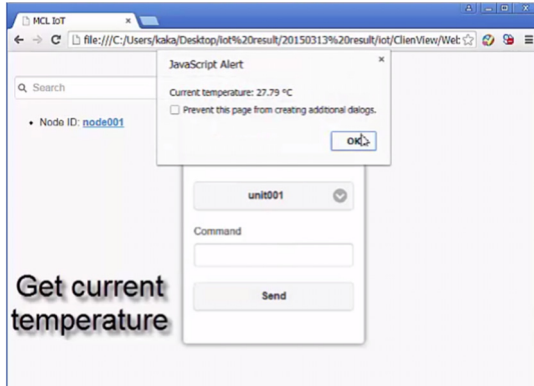 MCL IoT
file:///C:/Users/kaka/Desktop/iot%20result/20150313%20result/iot/ClienView/Web
JavaScript Alert
Current temperature: 27.79 °C
Prevent this page from creating additional dialogs.
OK
Search
Node ID: node001
unit001
Command
Send
Get current
temperature